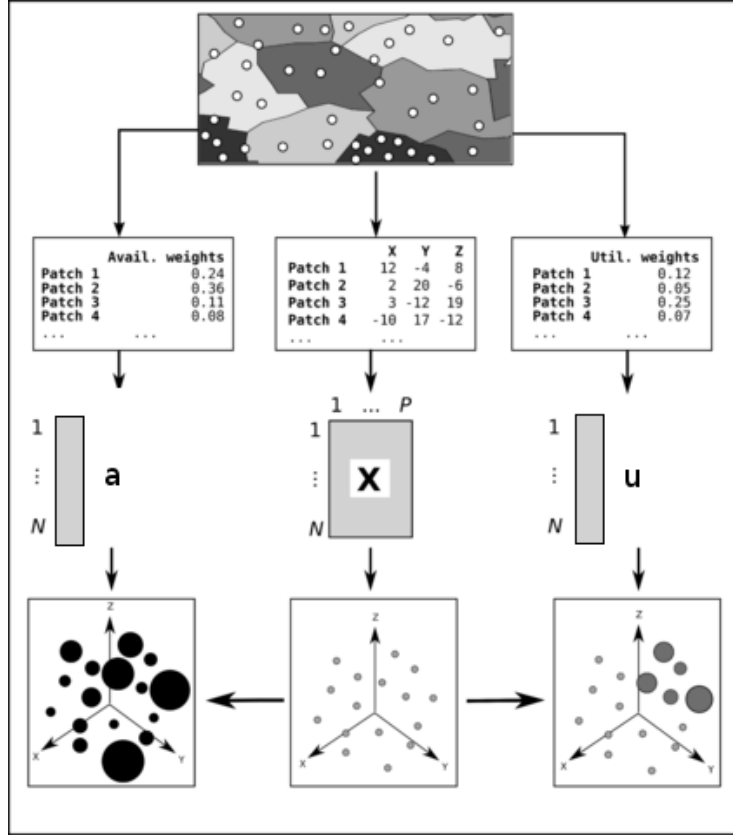 Avail. weights
Patch 1 0.24
Patch 2 0.36
Patch 3 0.11
Patch 4 0.08
... ...
X Y Z
Patch 1 12 -4 8
Patch 2 2 20 -6
Patch 3 3 -12 19
Patch 4 -10 17 -12
... ...
Util. weights
Patch 1 0.12
Patch 2 0.05
Patch 3 0.25
Patch 4 0.07
... ...
1
⋮
N
a
1 ... P
1
⋮
N
X
1
⋮
N
u
Z
X
Y
Z
X
Y
Z
X
Y